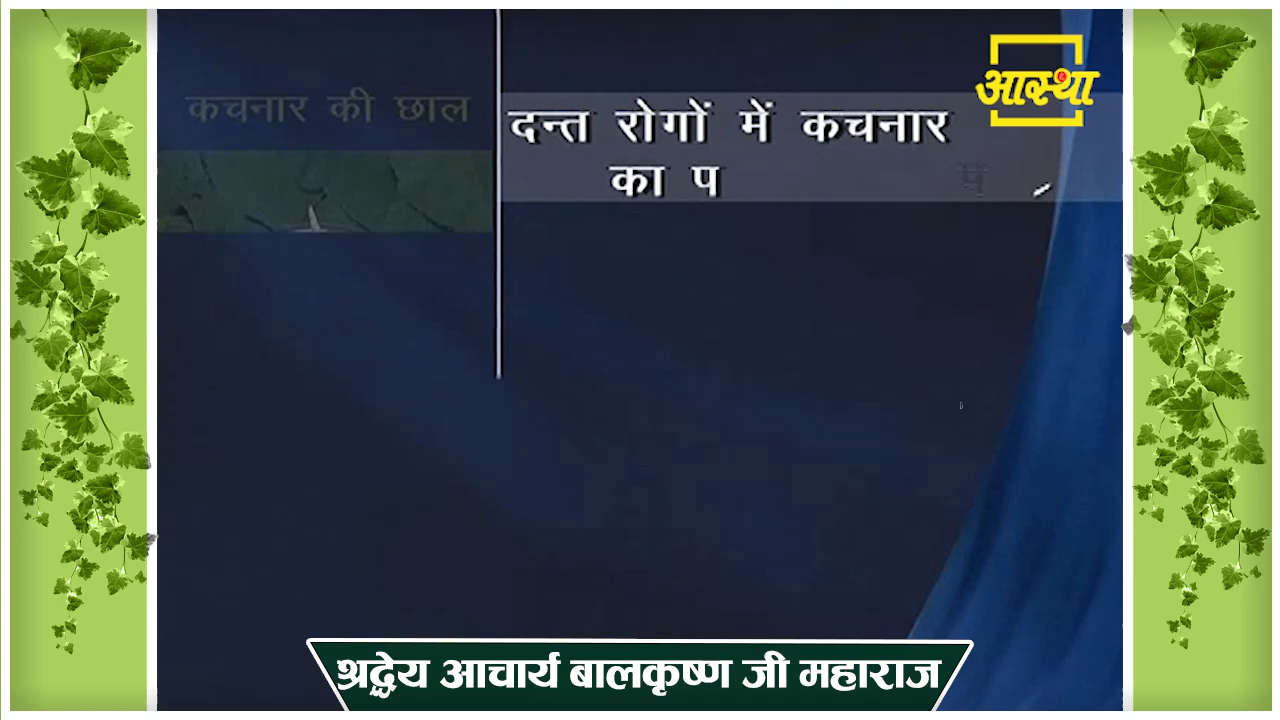 आस्था
कचनार की छाल
दन्त रोगों में कचनार
का प
श्रद्धेय आचार्य बालकृष्ण जी महाराज